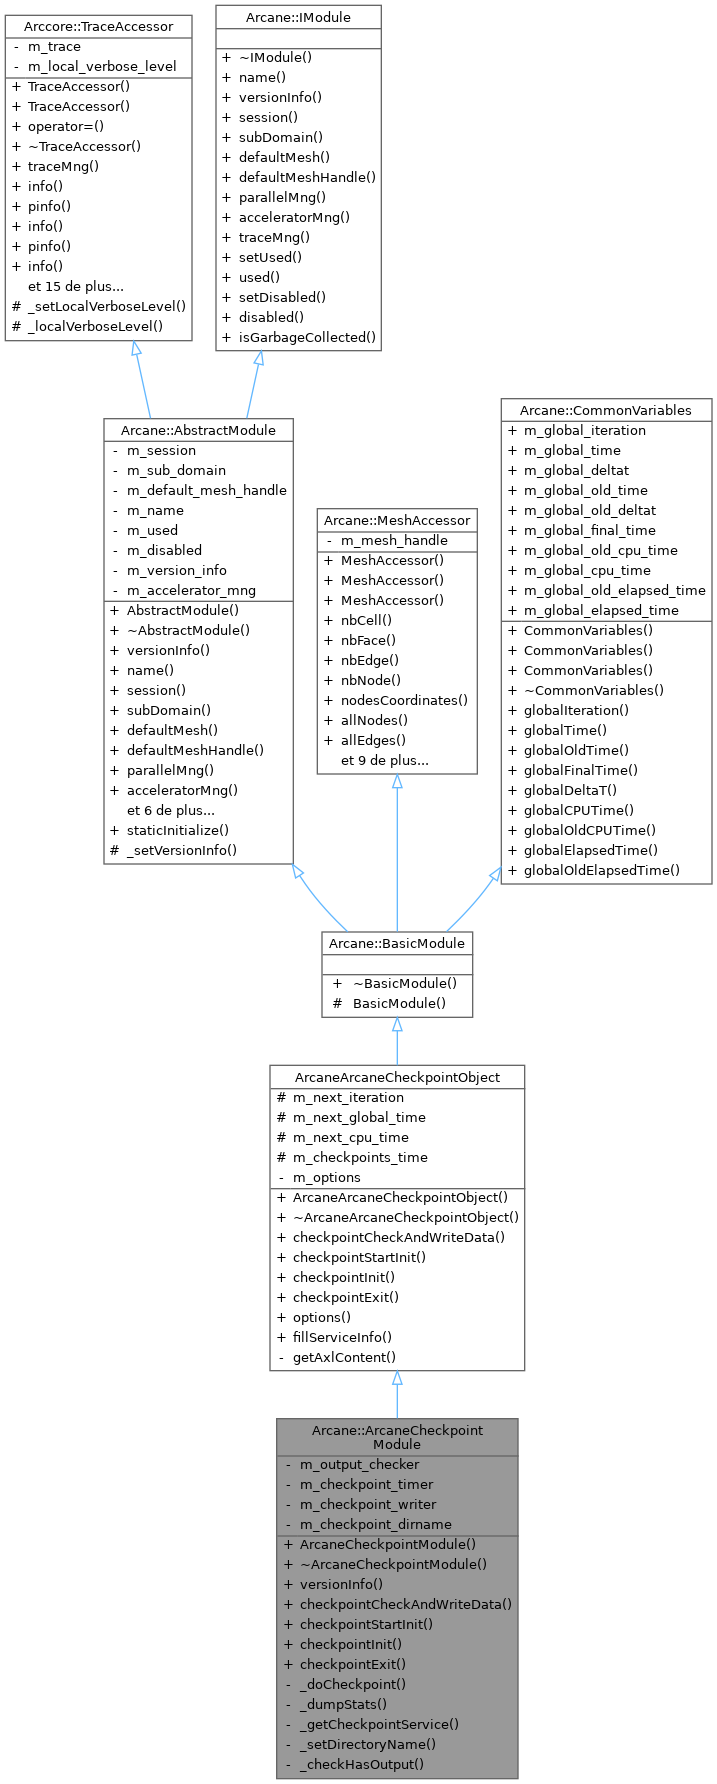 Arccore::TraceAccessor
- m_trace
- m_local_verbose_level
+ TraceAccessor()
+ TraceAccessor()
+ operator=()
+ ~TraceAccessor()
+ traceMng()
+ info()
+ pinfo()
+ info()
+ pinfo()
+ info()
et 15 de plus...
# _setLocalVerboseLevel()
# _localVerboseLevel()
Arcane::IModule
+ ~IModule()
+ name()
+ versionInfo()
+ session()
+ subDomain()
+ defaultMesh()
+ defaultMeshHandle()
+ parallelMng()
+ acceleratorMng()
+ traceMng()
+ setUsed()
+ used()
+ setDisabled()
+ disabled()
+ isGarbageCollected()
Arcane::AbstractModule
- m_session
- m_sub_domain
- m_default_mesh_handle
- m_name
- m_used
- m_disabled
- m_version_info
- m_accelerator_mng
+ AbstractModule()
+ ~AbstractModule()
+ versionInfo()
+ name()
+ session()
+ subDomain()
+ defaultMesh()
+ defaultMeshHandle()
+ parallelMng()
+ acceleratorMng()
et 6 de plus...
+ staticInitialize()
# _setVersionInfo()
Arcane::MeshAccessor
- m_mesh_handle
+ MeshAccessor()
+ MeshAccessor()
+ MeshAccessor()
+ nbCell()
+ nbFace()
+ nbEdge()
+ nbNode()
+ nodesCoordinates()
+ allNodes()
+ allEdges()
et 9 de plus...
Arcane::CommonVariables
+ m_global_iteration
+ m_global_time
+ m_global_deltat
+ m_global_old_time
+ m_global_old_deltat
+ m_global_final_time
+ m_global_old_cpu_time
+ m_global_cpu_time
+ m_global_old_elapsed_time
+ m_global_elapsed_time
+ CommonVariables()
+ CommonVariables()
+ CommonVariables()
+ ~CommonVariables()
+ globalIteration()
+ globalTime()
+ globalOldTime()
+ globalFinalTime()
+ globalDeltaT()
+ globalCPUTime()
+ globalOldCPUTime()
+ globalElapsedTime()
+ globalOldElapsedTime()
Arcane::BasicModule
+ ~BasicModule()
# BasicModule()
ArcaneArcaneCheckpointObject
# m_next_iteration
# m_next_global_time
# m_next_cpu_time
# m_checkpoints_time
- m_options
+ ArcaneArcaneCheckpointObject()
+ ~ArcaneArcaneCheckpointObject()
+ checkpointCheckAndWriteData()
+ checkpointStartInit()
+ checkpointInit()
+ checkpointExit()
+ options()
+ fillServiceInfo()
- getAxlContent()
Arcane::ArcaneCheckpoint
Module
- m_output_checker
- m_checkpoint_timer
- m_checkpoint_writer
- m_checkpoint_dirname
+ ArcaneCheckpointModule()
+ ~ArcaneCheckpointModule()
+ versionInfo()
+ checkpointCheckAndWriteData()
+ checkpointStartInit()
+ checkpointInit()
+ checkpointExit()
- _doCheckpoint()
- _dumpStats()
- _getCheckpointService()
- _setDirectoryName()
- _checkHasOutput()